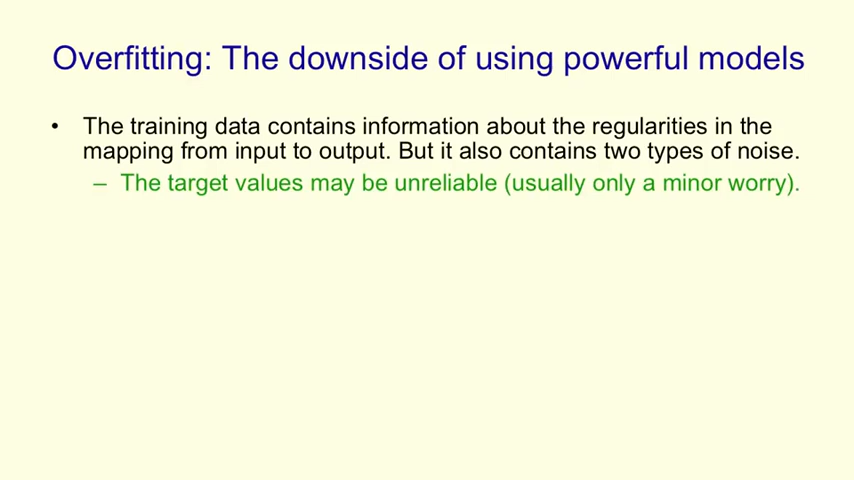 Overfitting: The downside of using powerful models
• The training data contains information about the regularities in the
mapping from input to output. But it also contains two types of noise.
– The target values may be unreliable (usually only a minor worry).